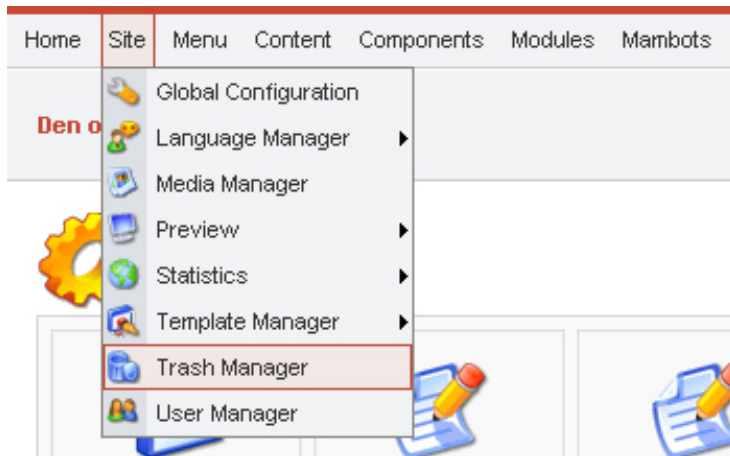 Home Site Menu Content Components Modules Mambots
Global Configuration
Den o
Language Manager
Media Manager
Preview
Statistics
Template Manager
Trash Manager
User Manager